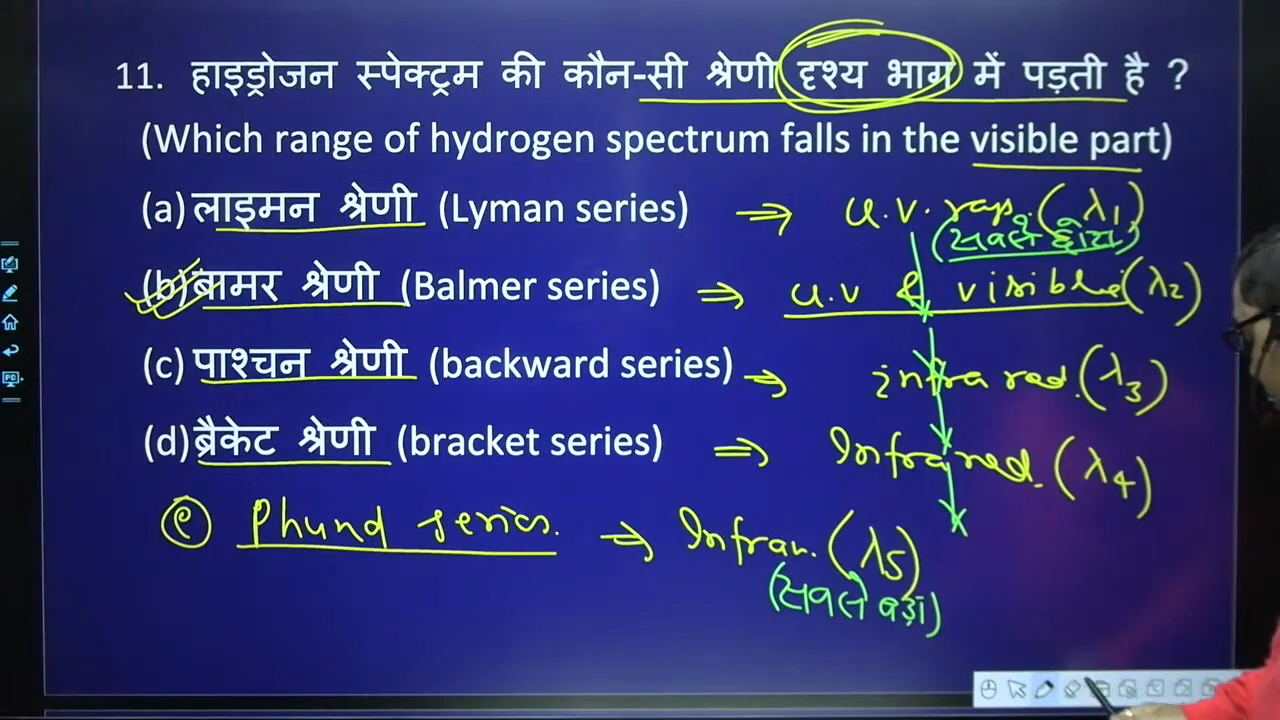 11. हाइड्रोजन स्पेक्ट्रम की कौन-सी श्रेणी दृश्य भाग में पड़ती है ?
(Which range of hydrogen spectrum falls in the visible part)
(a) लाइमन श्रेणी (Lyman series) ⇒ u.v. rays. (λ1)
(सबसे छोटा)
(b) बामर श्रेणी (Balmer series) ⇒ u.v & visible (λ2)
(c) पाश्चन श्रेणी (backward series) ⇒ infra red. (λ3)
(d) ब्रैकेट श्रेणी (bracket series) ⇒ Infrared. (λ4)
(e) Phund series. ⇒ Infrar. (λ5)
(सबसे बड़ा)